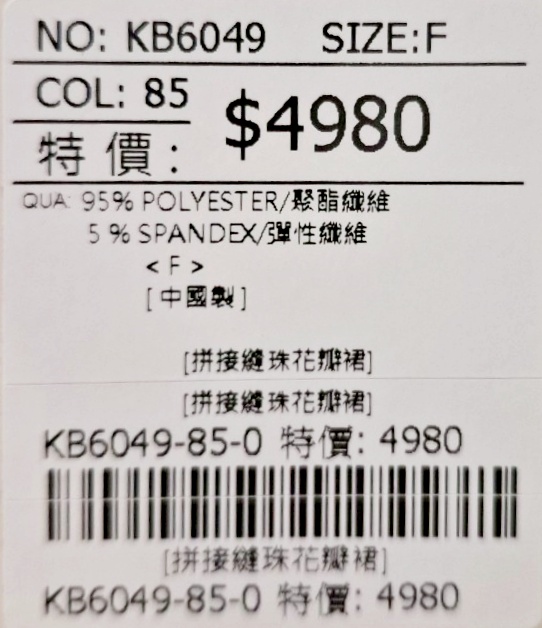 NO: KB6049 SIZE:F
COL: 85
$4980
特 價:
QUA: 95% POLYESTER/聚酯纖維
5 % SPANDEX/彈性纖維
< F >
[ 中國製 ]
[拼接縫珠花瓣裙]
[拼接縫珠花瓣裙]
KB6049-85-0 特價: 4980
[拼接縫珠花瓣裙]
KB6049-85-0 特價: 4980